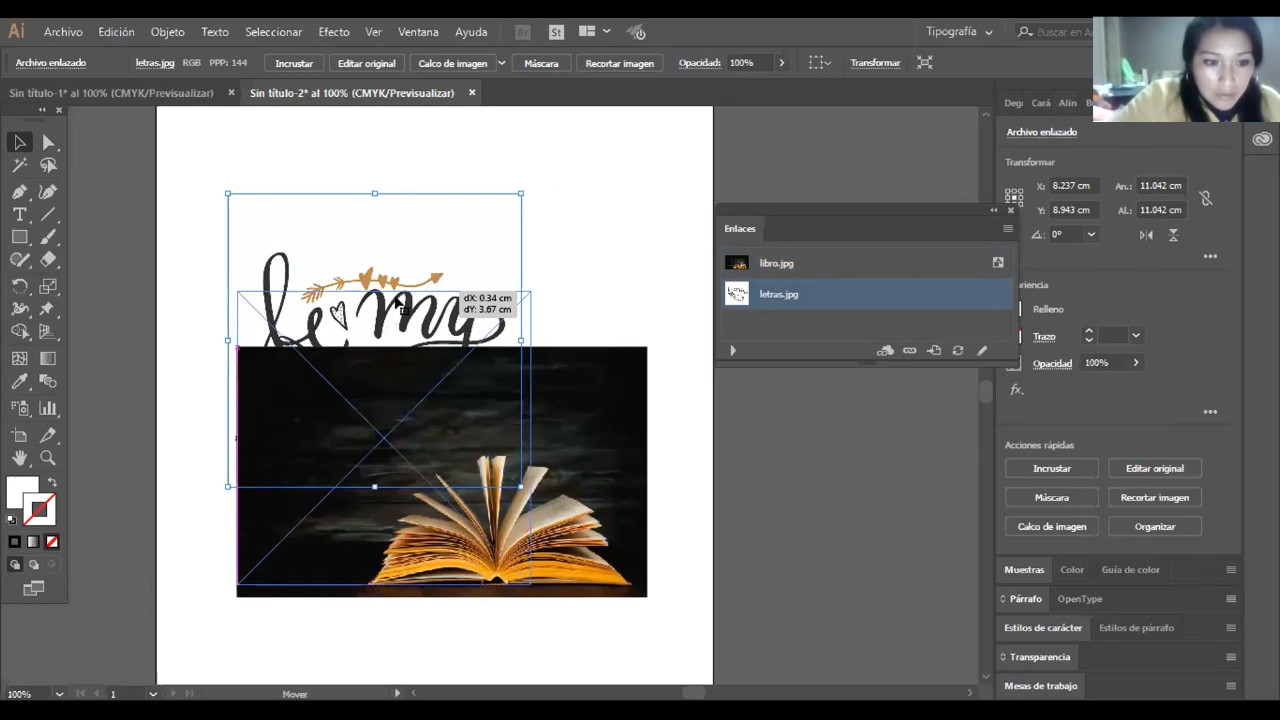 Ai Archivo Edición Objeto Texto Seleccionar Efecto Ver Ventana Ayuda Br St Tipografía Buscar en
Archivo enlazado letras.jpg RGB PPP: 144 Incrustar Editar original Calco de imagen Máscara Recortar imagen Opacidad: 100% Transformar
Sin título-1* al 100% (CMYK/Previsualizar) × Sin título-2* al 100% (CMYK/Previsualizar) ×
Cará Alin
Archivo enlazado
Transformar
X: 8.237 cm An.: 11.042 cm
Y: 8.943 cm Al.: 11.042 cm
0°
Enlaces
libro.jpg
letras.jpg
be my
dX: 0.34 cm
dY: 3.67 cm
Relleno
Trazo
Opacidad 100%
fx.
Acciones rápidas
Incrustar Editar original
Máscara Recortar imagen
Calco de imagen Organizar
Muestras Color Guía de color
Párrafo OpenType
Estilos de carácter Estilos de párrafo
Transparencia
Mesas de trabajo
100% 1 Mover